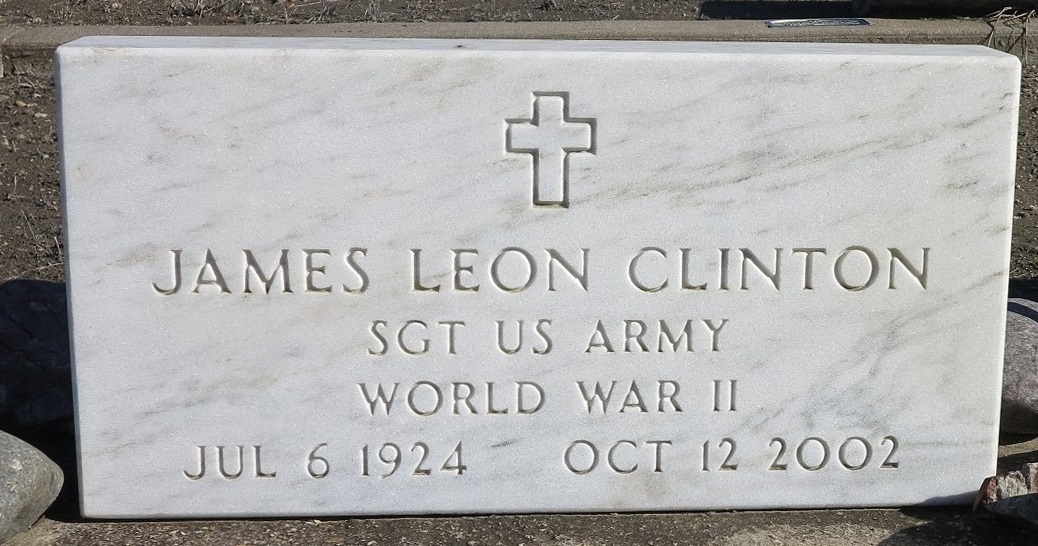 JAMES LEON CLINTON
SGT US ARMY
WORLD WAR II
JUL 6 1924 OCT 12 2002